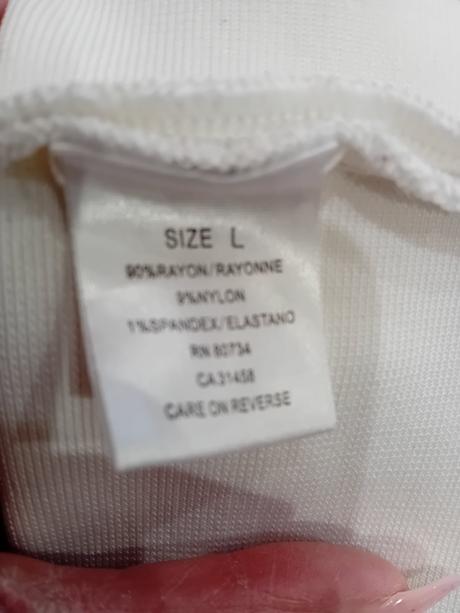 SIZE L
90%RAYON/RAYONNE
9%NYLON
1%SPANDEX/ELASTANO
RN 80734
CA 31458
CARE ON REVERSE